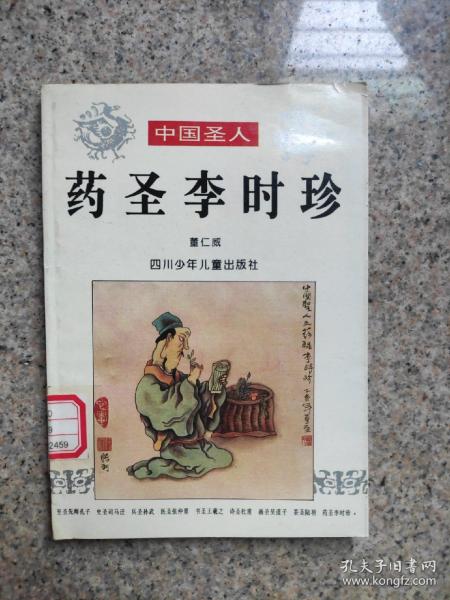 中国圣人
药圣李时珍
董仁威
四川少年儿童出版社
中国圣人之药圣李时珍
0
9
2459
至圣先师孔子 史圣司马迁 兵圣孙武 医圣张仲景 书圣王羲之 诗圣杜甫 画圣吴道子 茶圣陆羽 药圣李时珍。
孔夫子旧书网
www.kongfz.com